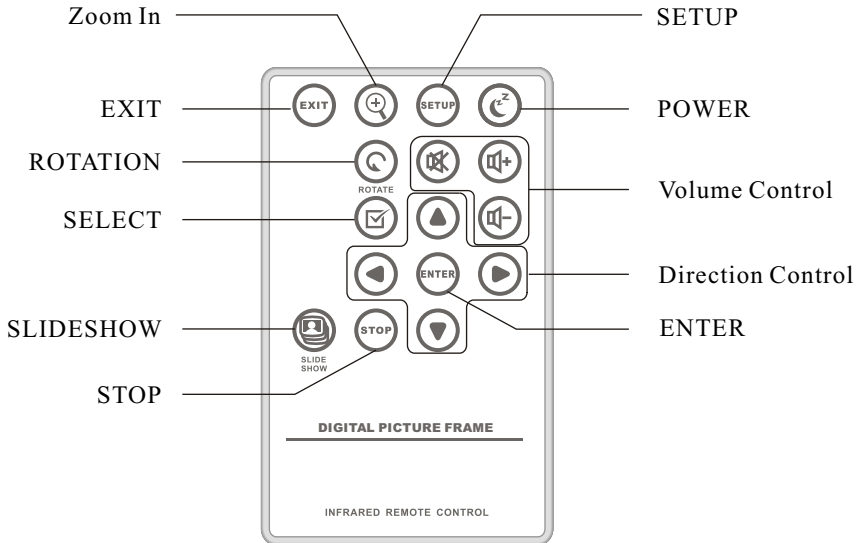 Zoom In
SETUP
EXIT
EXIT
SETUP
zZ
POWER
ROTATION
ROTATE
Volume Control
SELECT
ENTER
Direction Control
SLIDESHOW
STOP
ENTER
SLIDE
SHOW
STOP
DIGITAL PICTURE FRAME
INFRARED REMOTE CONTROL